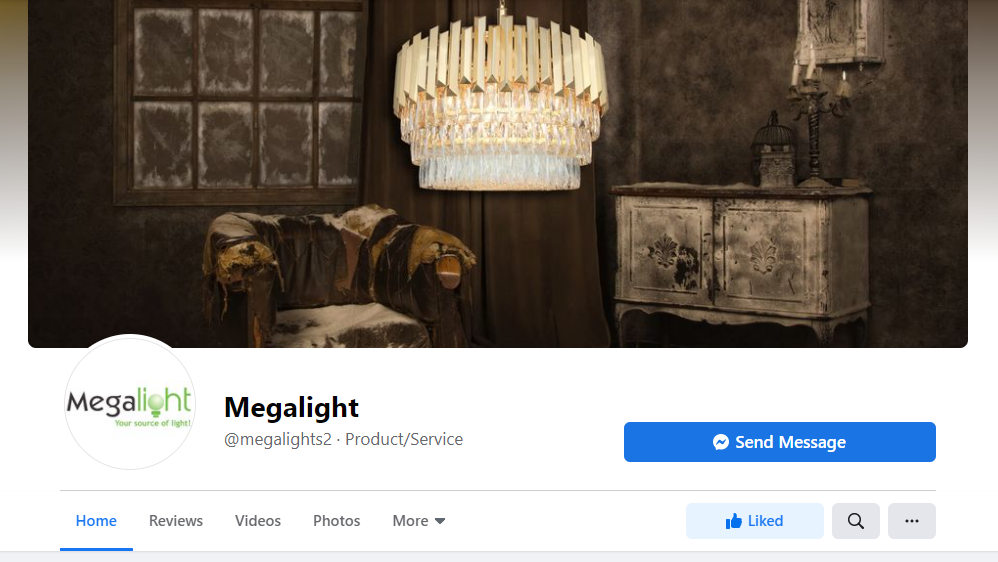 Megalight
Your source of light!
Megalight
@megalights2 · Product/Service
Send Message
Home Reviews Videos Photos More
Liked